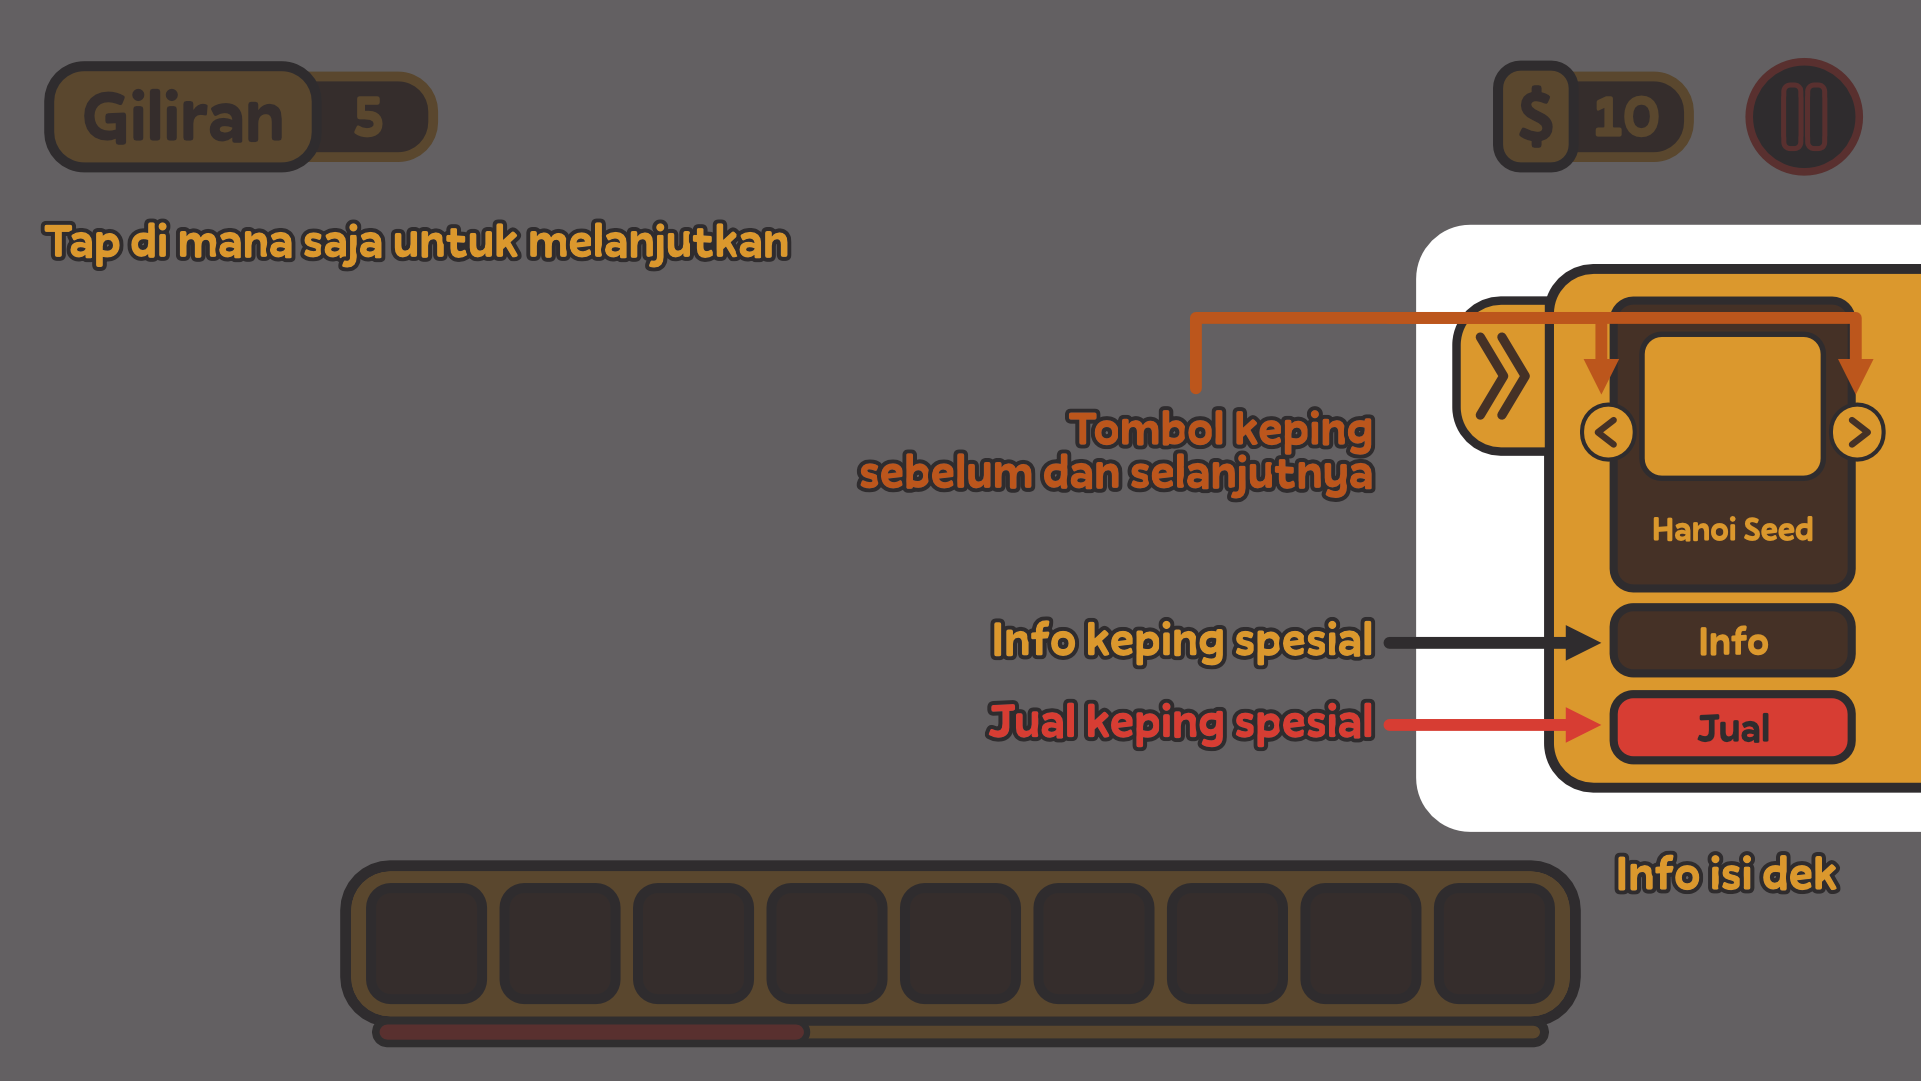 Giliran 5
$ 10
Tap di mana saja untuk melanjutkan
Tombol keping
sebelum dan selanjutnya
Hanoi Seed
Info keping spesial
Info
Jual keping spesial
Jual
Info isi dek